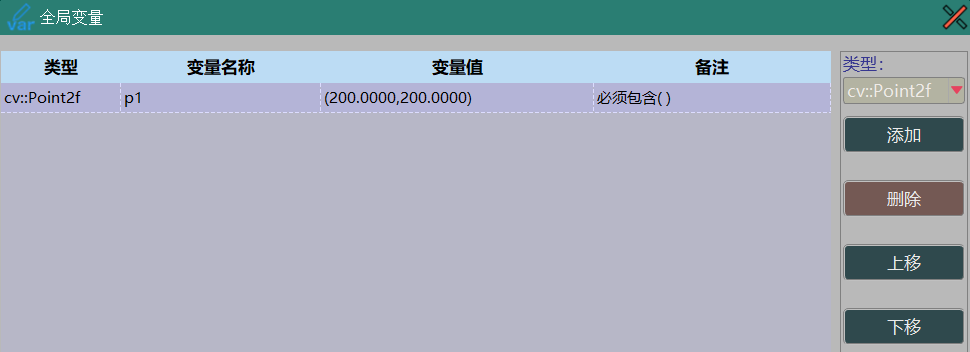 var 全局变量
类型 变量名称 变量值 备注
cv::Point2f p1 (200.0000,200.0000) 必须包含( )
类型:
cv::Point2f
添加
删除
上移
下移